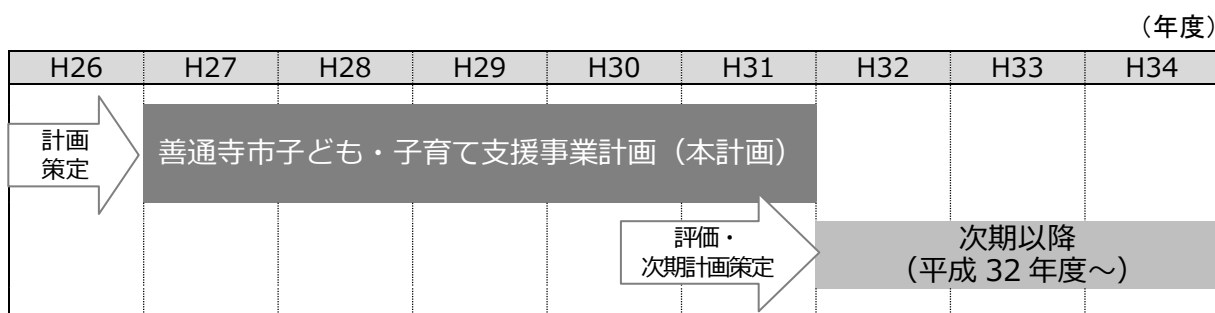 （年度）
H26 H27 H28 H29 H30 H31 H32 H33 H34
計画
策定
善通寺市子ども・子育て支援事業計画（本計画）
評価・
次期計画策定
次期以降
（平成 32 年度～）